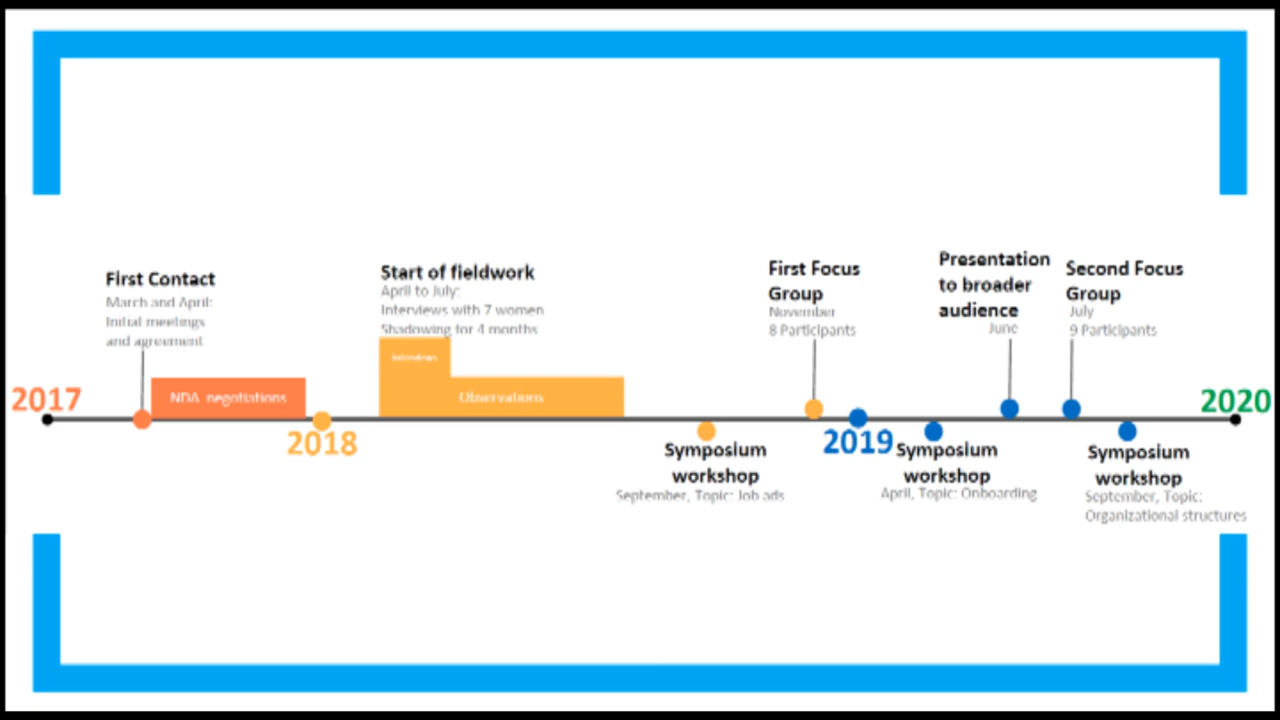 First Contact
March and April:
Initial meetings
and agreement
2017
NDA negotiations
2018
Start of fieldwork
April to July:
Interviews with 7 women
Shadowing for 4 months
Interviews
Observations
Symposium
workshop
September, Topic: Job ads
First Focus
Group
November
8 Participants
2019
Symposium
workshop
April, Topic: Onboarding
Presentation
to broader
audience
June
Second Focus
Group
July
9 Participants
Symposium
workshop
September, Topic:
Organizational structures
2020